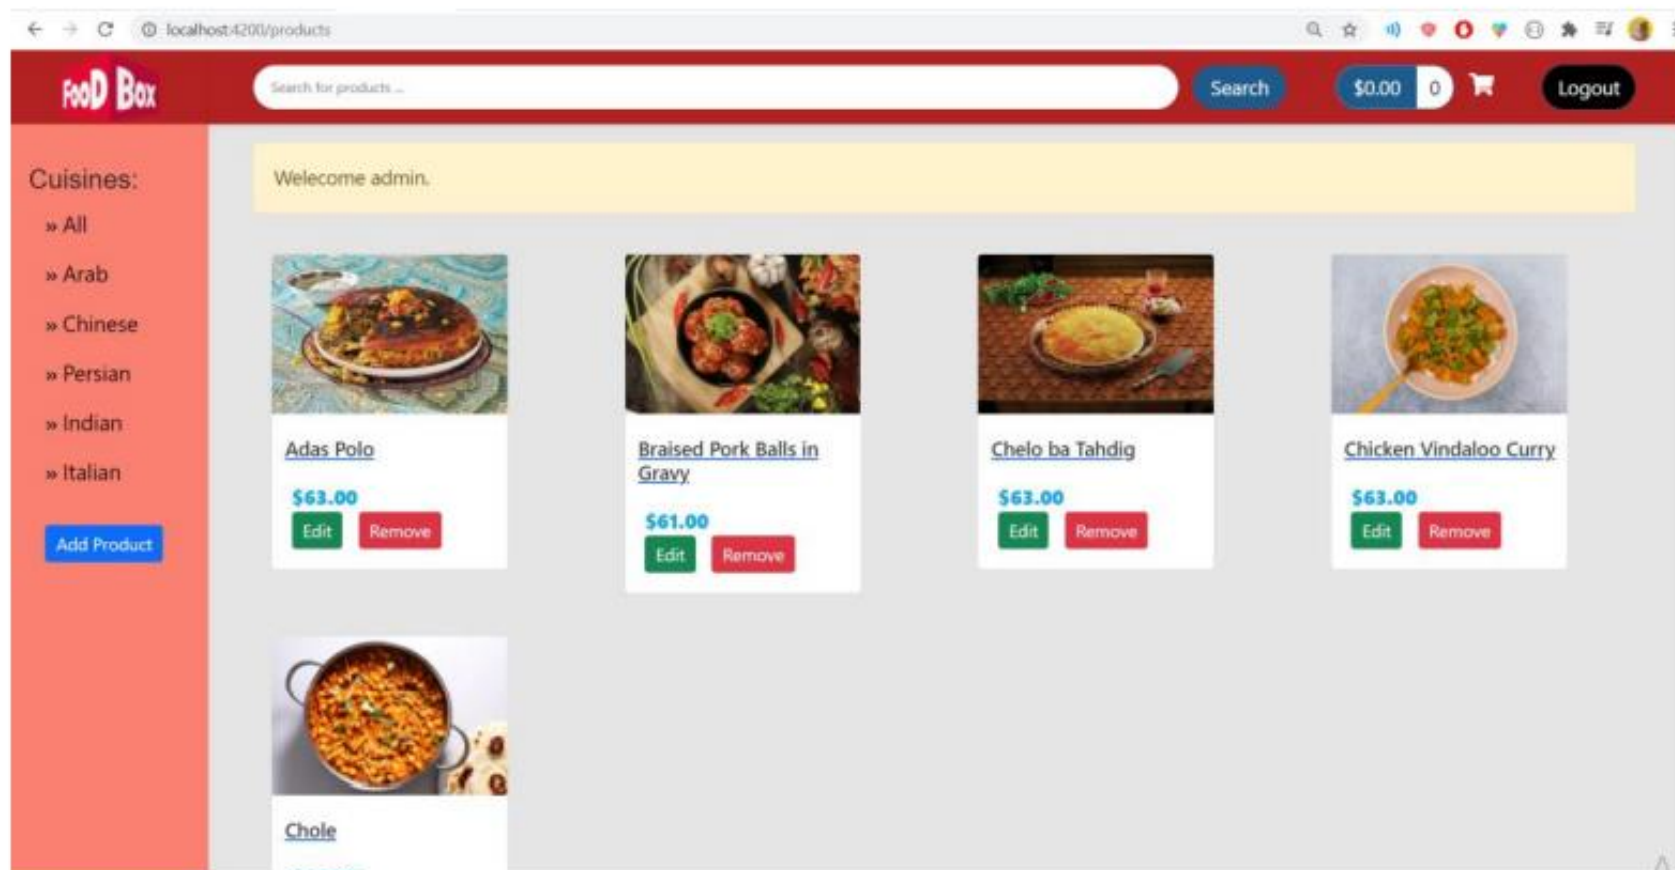 localhost:4200/products
FooD Box
Search for products ...
Search
$0.00
0
Logout
Cuisines:
» All
» Arab
» Chinese
» Persian
» Indian
» Italian
Add Product
Welecome admin.
Adas Polo
$63.00
Edit
Remove
Braised Pork Balls in
Gravy
$61.00
Edit
Remove
Chelo ba Tahdig
$63.00
Edit
Remove
Chicken Vindaloo Curry
$63.00
Edit
Remove
Chole